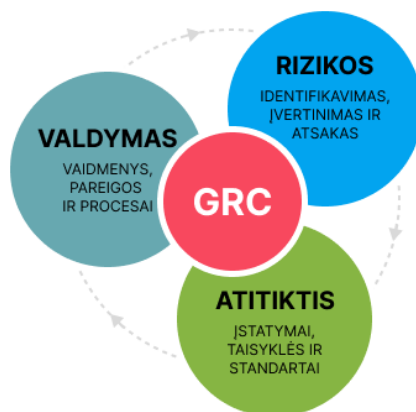 RIZIKOS
IDENTIFIKAVIMAS,
ĮVERTINIMAS IR
ATSAKAS
VALDYMAS
VAIDMENYS,
PAREIGOS
IR PROCESAI
GRC
ATITIKTIS
ĮSTATYMAI,
TAISYKLĖS IR
STANDARTAI